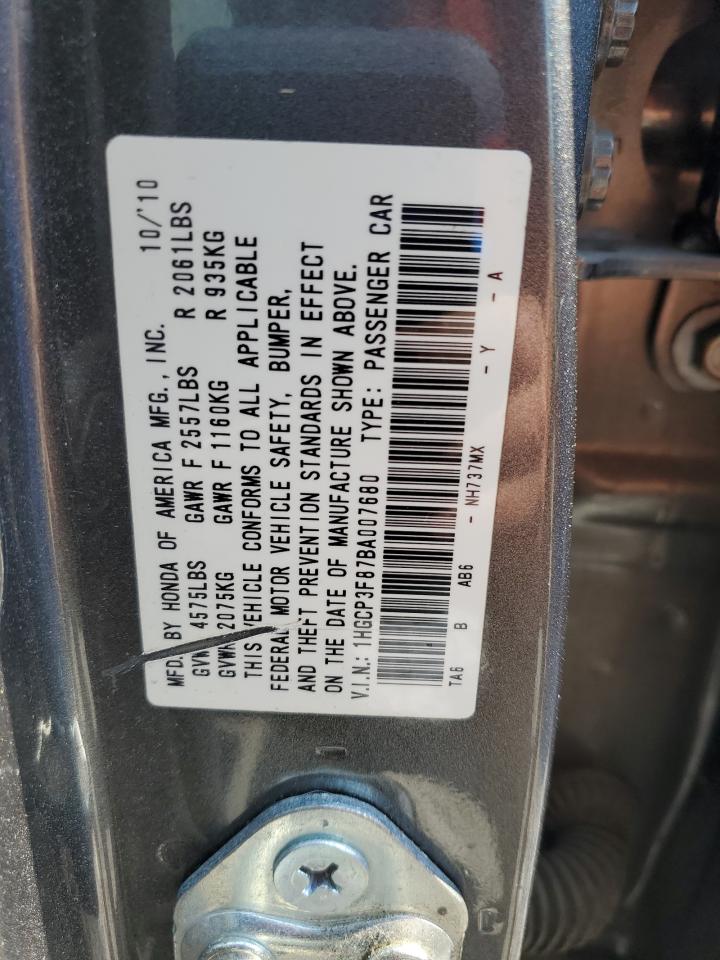 MFD. BY HONDA OF AMERICA MFG., INC. 10/'10
GVWR 4575LBS GAWR F 2557LBS R 2061LBS
GVWR 2075KG GAWR F 1160KG R 935KG
THIS VEHICLE CONFORMS TO ALL APPLICABLE
FEDERAL MOTOR VEHICLE SAFETY, BUMPER,
AND THEFT PREVENTION STANDARDS IN EFFECT
ON THE DATE OF MANUFACTURE SHOWN ABOVE.
V.I.N.: 1HGCP3F87BA007680 TYPE: PASSENGER CAR
TA6 B AB6 - NH737MX - Y - A